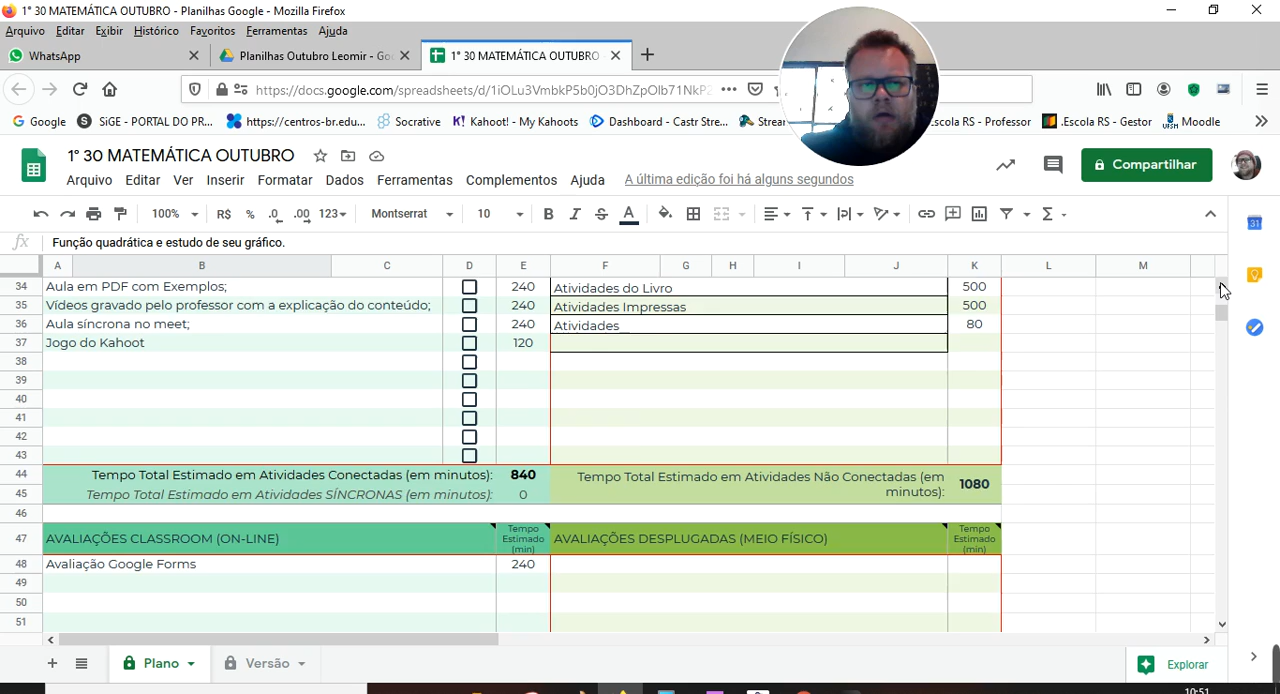 1° 30 MATEMÁTICA OUTUBRO - Planilhas Google - Mozilla Firefox
Arquivo Editar Exibir Histórico Favoritos Ferramentas Ajuda
WhatsApp Planilhas Outubro Leomir - Go 1° 30 MATEMÁTICA OUTUBRO
https://docs.google.com/spreadsheets/d/1iOLu3VmbkP5b0jO3DhZpOlb71NkP2
Google SiGE - PORTAL DO PR... https://centros-br.edu... Socrative Kahoot! - My Kahoots Dashboard - Castr Stre... Strea Escola RS - Professor .Escola RS - Gestor Moodle
1° 30 MATEMÁTICA OUTUBRO
Compartilhar
Arquivo Editar Ver Inserir Formatar Dados Ferramentas Complementos Ajuda A última edição foi há alguns segundos
100% R$ % .0 .00 123 Montserrat 10 B I S A
fx Função quadrática e estudo de seu gráfico.
A B C D E F G H I J K L M
34 Aula em PDF com Exemplos; 240 Atividades do Livro 500
35 Vídeos gravado pelo professor com a explicação do conteúdo; 240 Atividades Impressas 500
36 Aula síncrona no meet; 240 Atividades_ 80
37 Jogo do Kahoot 120
38
39
40
41
42
43
44 Tempo Total Estimado em Atividades Conectadas (em minutos): 840 Tempo Total Estimado em Atividades Não Conectadas (em
45 Tempo Total Estimado em Atividades SÍNCRONAS (em minutos): 0 minutos): 1080
46
47 AVALIAÇÕES CLASSROOM (ON-LINE) Tempo Estimado (min) AVALIAÇÕES DESPLUGADAS (MEIO FÍSICO) Tempo Estimado (min)
48 Avaliação Google Forms 240
49
50
51
Plano Versão Explorar
10:51